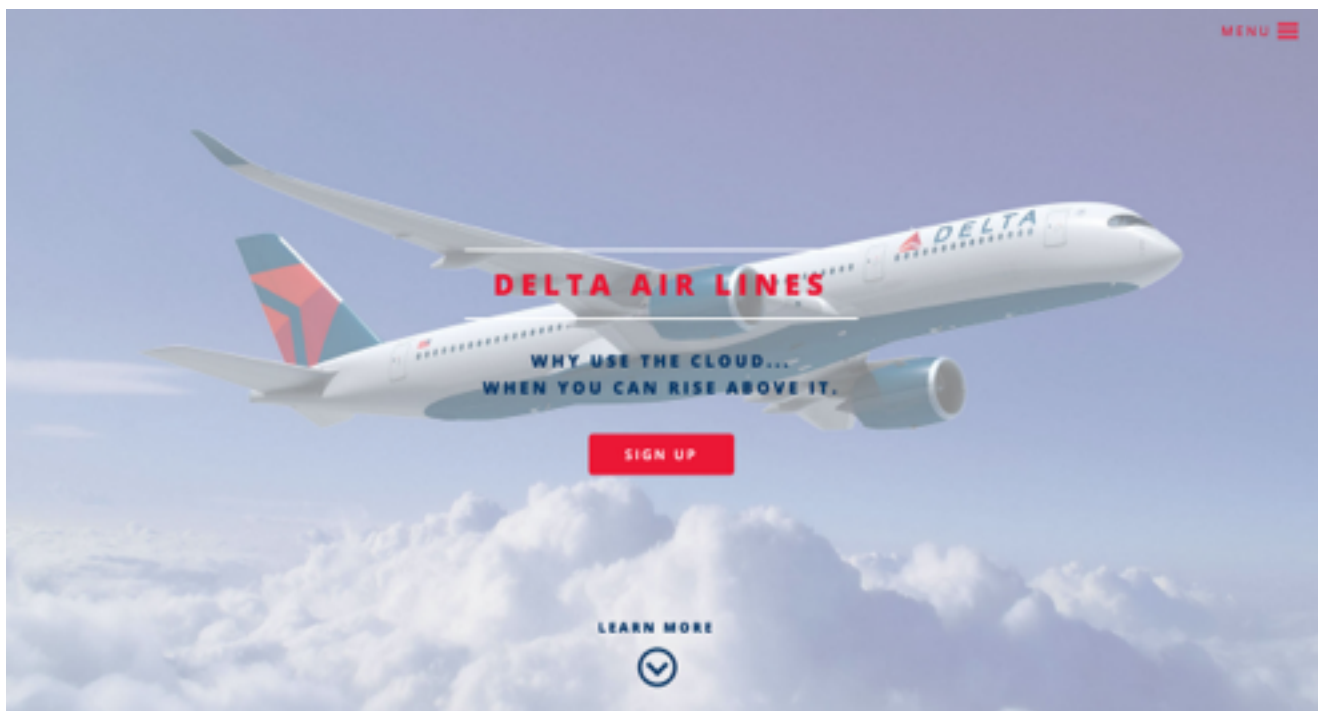 MENU
DELTA
DELTA AIR LINES
WHY USE THE CLOUD...
WHEN YOU CAN RISE ABOVE IT.
SIGN UP
LEARN MORE